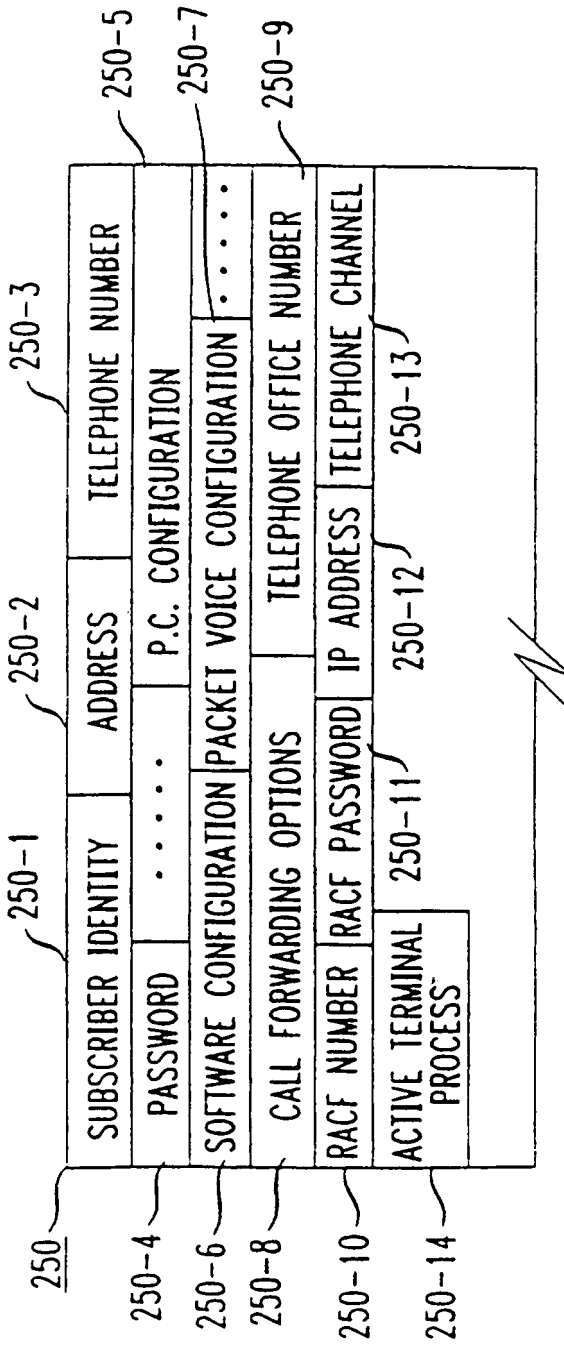 250
250-1
250-2
250-3
SUBSCRIBER IDENTITY
ADDRESS
TELEPHONE NUMBER
250-4
PASSWORD
. . . . .
P.C. CONFIGURATION
250-5
250-6
SOFTWARE CONFIGURATION
PACKET VOICE CONFIGURATION
. . . . .
250-7
250-8
CALL FORWARDING OPTIONS
TELEPHONE OFFICE NUMBER
250-9
250-10
RACF NUMBER
RACF PASSWORD
IP ADDRESS
TELEPHONE CHANNEL
250-11
250-12
250-13
250-14
ACTIVE TERMINAL
PROCESS